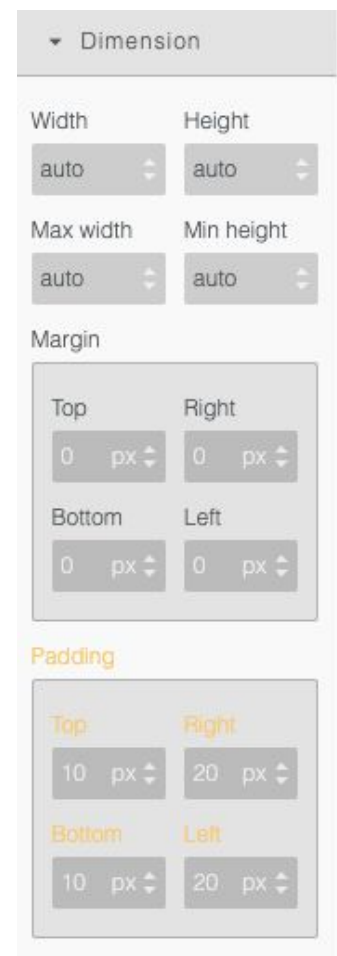 Dimension
Width Height
auto auto
Max width Min height
auto auto
Margin
Top Right
0 px 0 px
Bottom Left
0 px 0 px
Padding
Top Right
10 px 20 px
Bottom Left
10 px 20 px